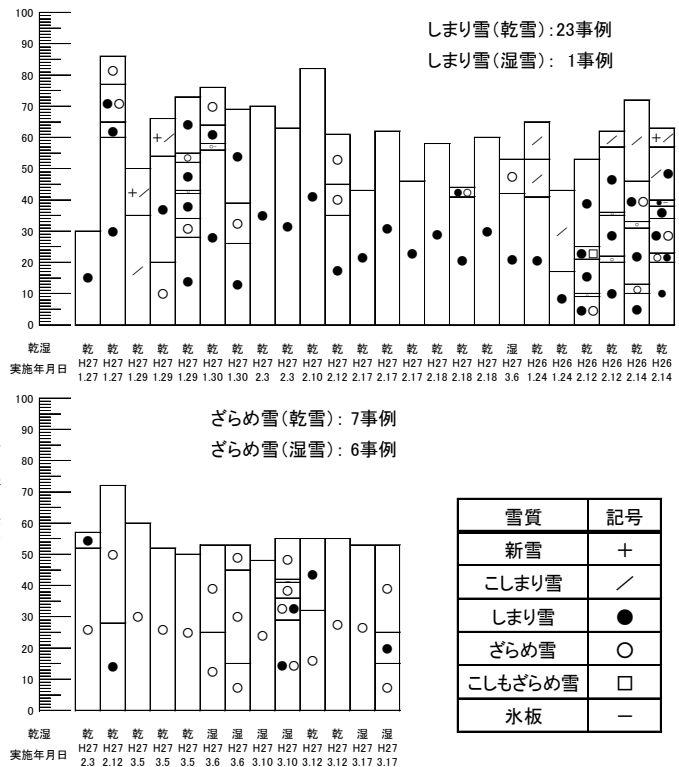 しまり雪(乾雪):23事例
しまり雪(湿雪): 1事例
100
90
80
70
60
50
40
30
20
10
0
乾湿 乾 乾 乾 乾 乾 乾 乾 乾 乾 乾 乾 乾 乾 乾 乾 乾 乾 湿 乾 乾 乾 乾 乾 乾
実施年月日 H27 H27 H27 H27 H27 H27 H27 H27 H27 H27 H27 H27 H27 H27 H27 H27 H27 H27 H26 H26 H26 H26 H26 H26
1.27 1.27 1.29 1.29 1.29 1.30 1.30 2.3 2.3 2.10 2.12 2.17 2.17 2.17 2.18 2.18 2.18 3.6 1.24 1.24 2.12 2.12 2.14 2.14
ざらめ雪(乾雪): 7事例
ざらめ雪(湿雪): 6事例
100
90
80
70
60
50
40
30
20
10
0
乾湿 乾 乾 乾 乾 乾 湿 湿 湿 湿 乾 乾 湿 湿
実施年月日 H27 H27 H27 H27 H27 H27 H27 H27 H27 H27 H27 H27 H27
2.3 2.12 3.5 3.5 3.5 3.6 3.6 3.10 3.10 3.12 3.12 3.17 3.17
雪質 記号
新雪 +
こしまり雪 ／
しまり雪 ●
ざらめ雪 ○
こしもざらめ雪 □
氷板 −